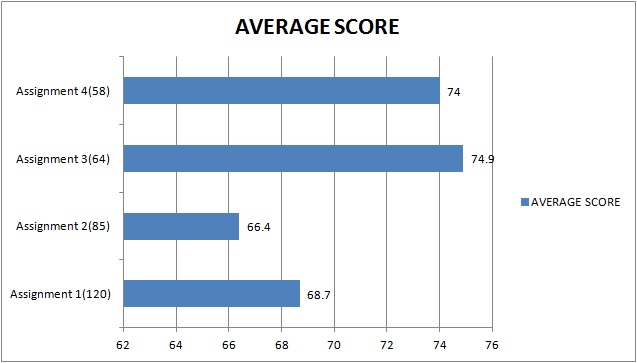 AVERAGE SCORE
Assignment 4(58)
74
Assignment 3(64)
74.9
Assignment 2(85)
66.4
Assignment 1(120)
68.7
AVERAGE SCORE
62 64 66 68 70 72 74 76